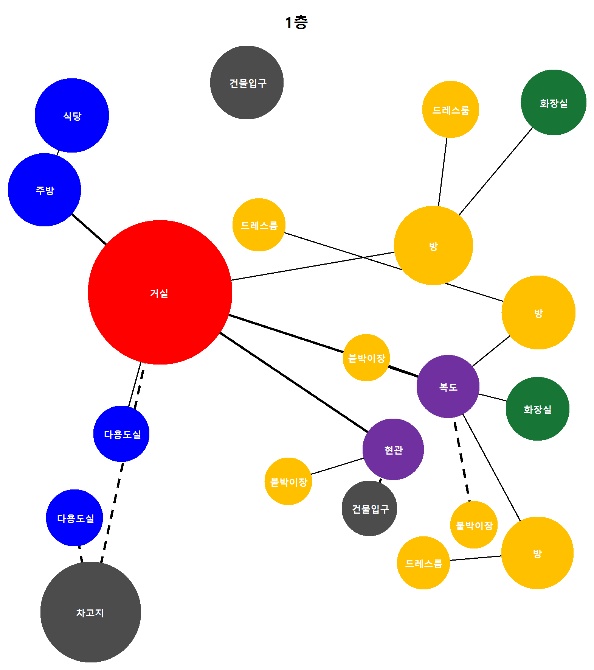 1층
건물입구
식당
드레스룸
화장실
주방
드레스룸
방
거실
방
붙박이장
복도
화장실
다용도실
현관
붙박이장
건물입구
다용도실
붙박이장
드레스룸
방
차고지